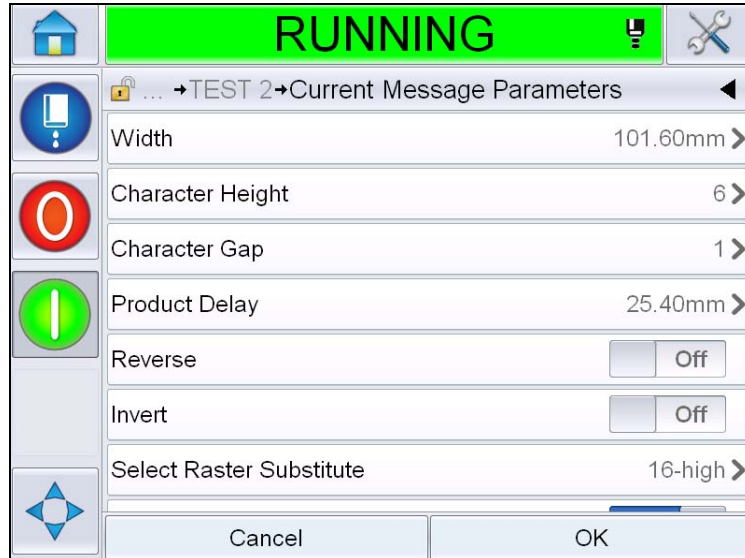 RUNNING
... →TEST 2→Current Message Parameters
Width 101.60mm
Character Height 6
Character Gap 1
Product Delay 25.40mm
Reverse Off
Invert Off
Select Raster Substitute 16-high
Cancel OK